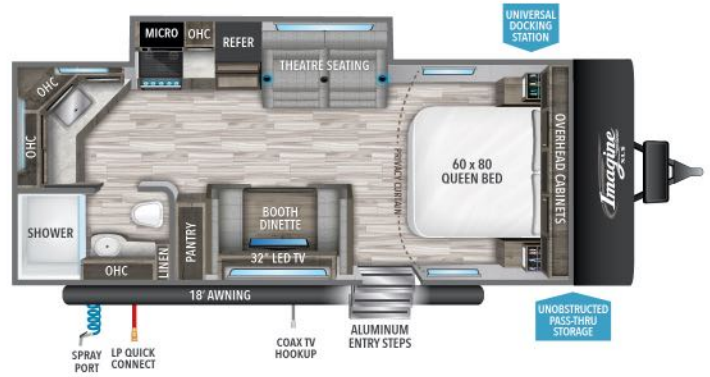 UNIVERSAL
DOCKING
STATION
MICRO
OHC
REFER
THEATRE SEATING
OHC
OHC
PRIVACY CURTAIN
60 x 80
QUEEN BED
OVERHEAD CABINETS
Imagine
XLS
SHOWER
OHC
LINEN
PANTRY
BOOTH
DINETTE
32" LED TV
18' AWNING
SPRAY
PORT
LP QUICK
CONNECT
COAX TV
HOOKUP
ALUMINUM
ENTRY STEPS
UNOBSTRUCTED
PASS-THRU
STORAGE